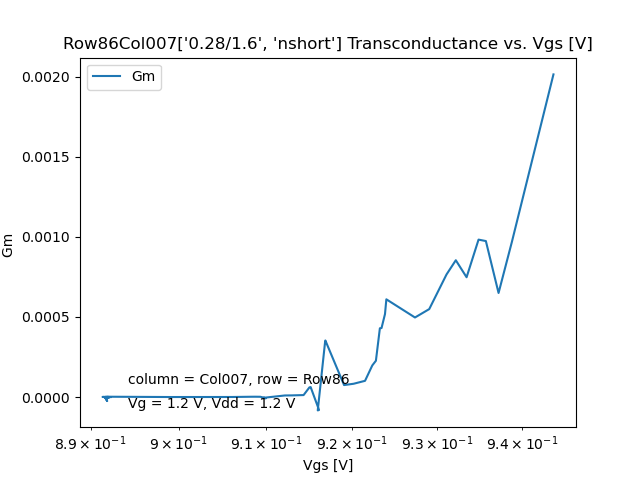 Row86Col007['0.28/1.6', 'nshort'] Transconductance vs. Vgs [V]
Gm
0.0020
0.0015
0.0010
0.0005
0.0000
Gm
column = Col007, row = Row86
Vg = 1.2 V, Vdd = 1.2 V
8.9 × 10⁻¹ 9 × 10⁻¹ 9.1 × 10⁻¹ 9.2 × 10⁻¹ 9.3 × 10⁻¹ 9.4 × 10⁻¹
Vgs [V]